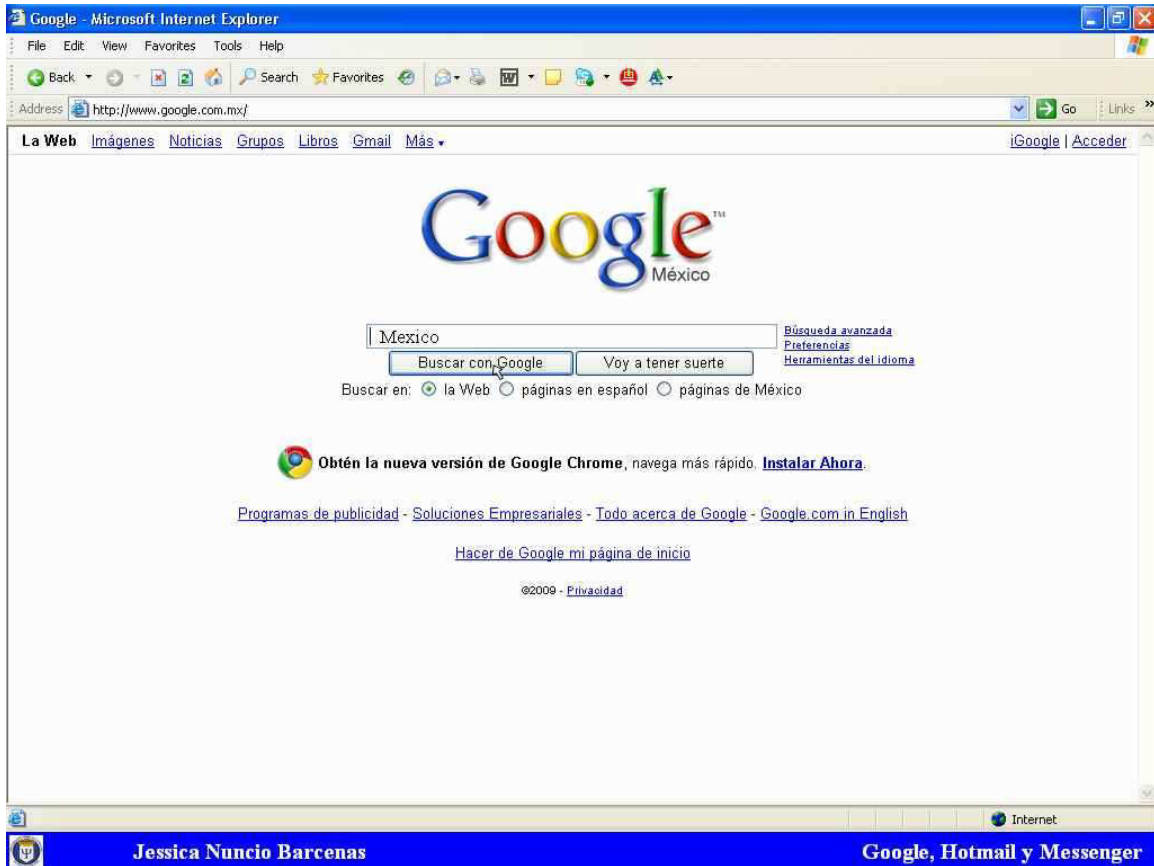 Google - Microsoft Internet Explorer
File Edit View Favorites Tools Help
Back Search Favorites
Address http://www.google.com.mx/ Go Links »
La Web Imágenes Noticias Grupos Libros Gmail Más iGoogle | Acceder
Google™
México
Mexico
Búsqueda avanzada
Preferencias
Herramientas del idioma
Buscar con Google Voy a tener suerte
Buscar en: la Web páginas en español páginas de México
Obtén la nueva versión de Google Chrome, navega más rápido. Instalar Ahora.
Programas de publicidad - Soluciones Empresariales - Todo acerca de Google - Google.com in English
Hacer de Google mi página de inicio
©2009 - Privacidad
Internet
Jessica Nuncio Barcenas Google, Hotmail y Messenger